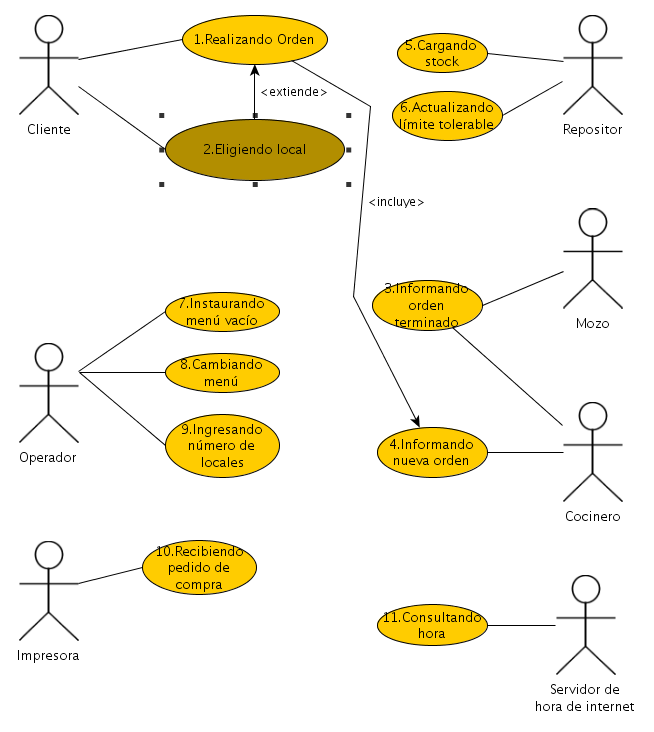 1.Realizando Orden
5.Cargando
stock
<extiende>
6.Actualizando
límite tolerable
Cliente
Repositor
2.Eligiendo local
<incluye>
3.Informando
orden
terminado
7.Instaurando
menú vacío
Mozo
8.Cambiando
menú
9.Ingresando
número de
locales
4.Informando
nueva orden
Operador
Cocinero
10.Recibiendo
pedido de
compra
11.Consultando
hora
Impresora
Servidor de
hora de internet